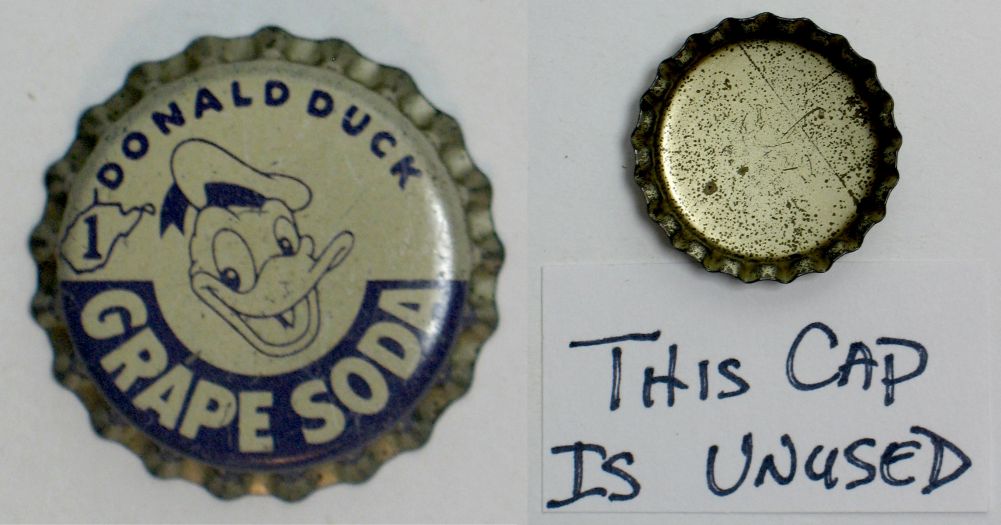 DONALD DUCK
1
GRAPE SODA
THIS CAP
IS UNUSED